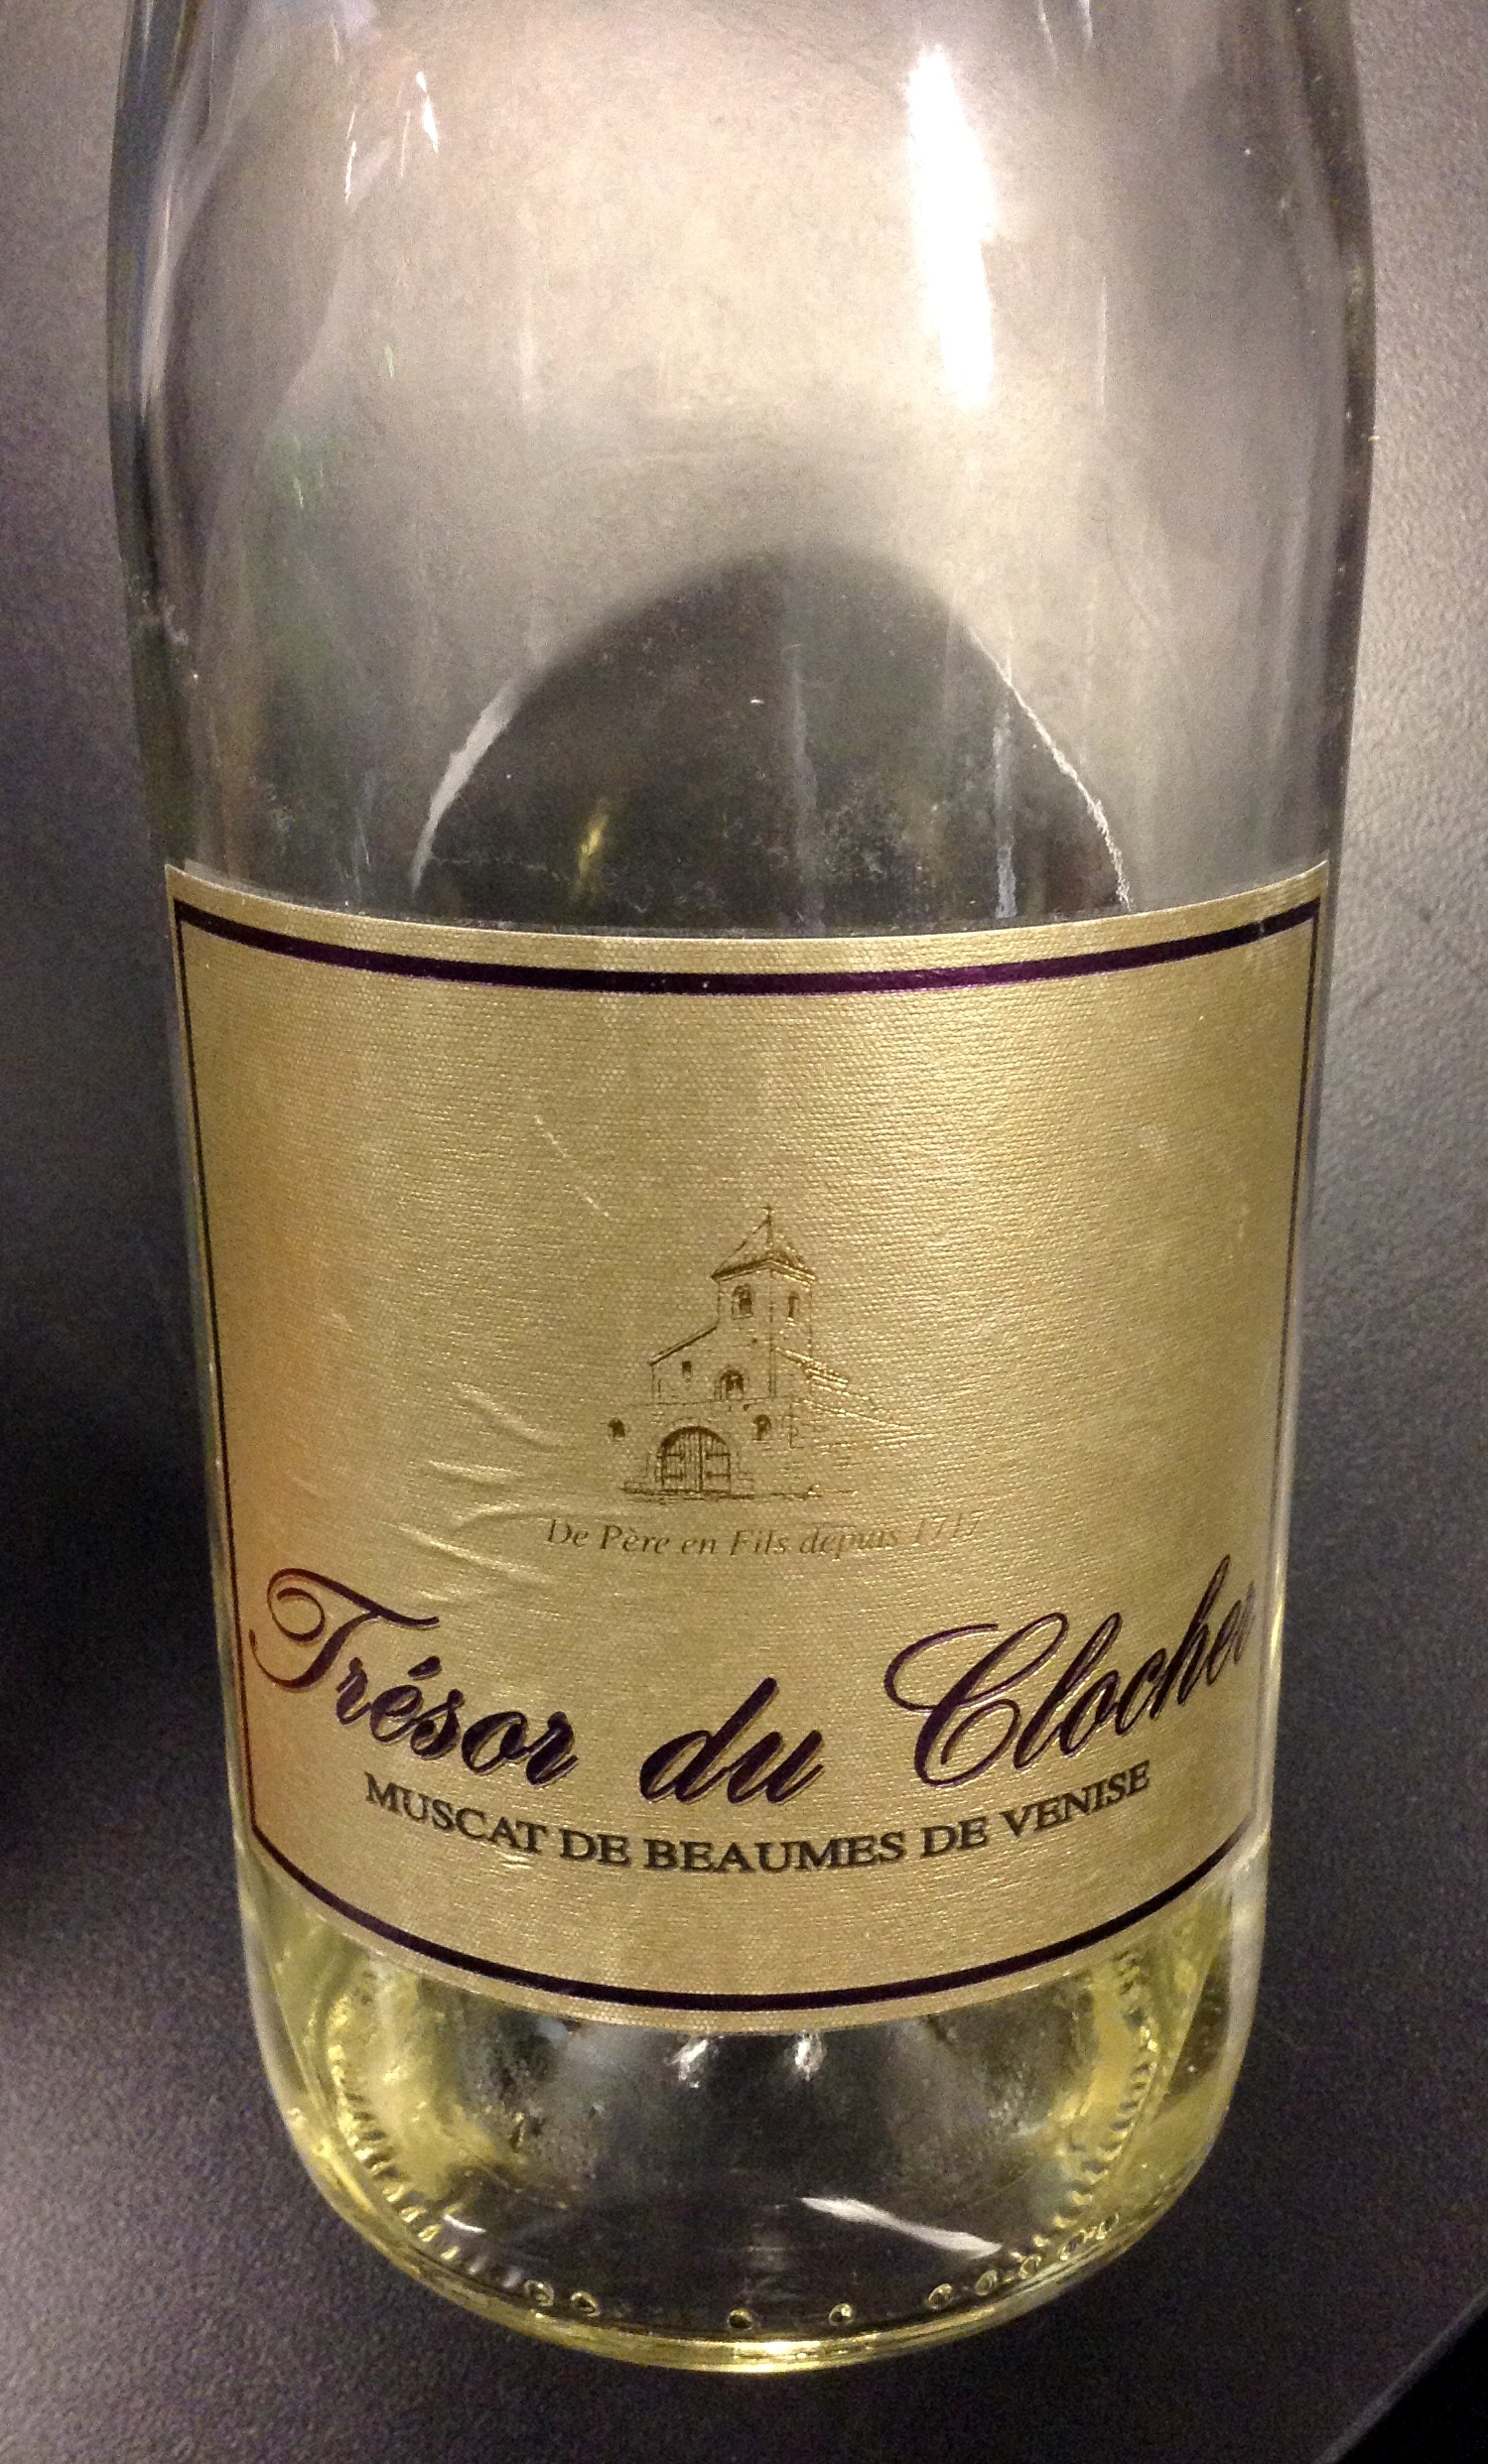 De Père en Fils depuis 1717
Trésor du Clocher
MUSCAT DE BEAUMES DE VENISE